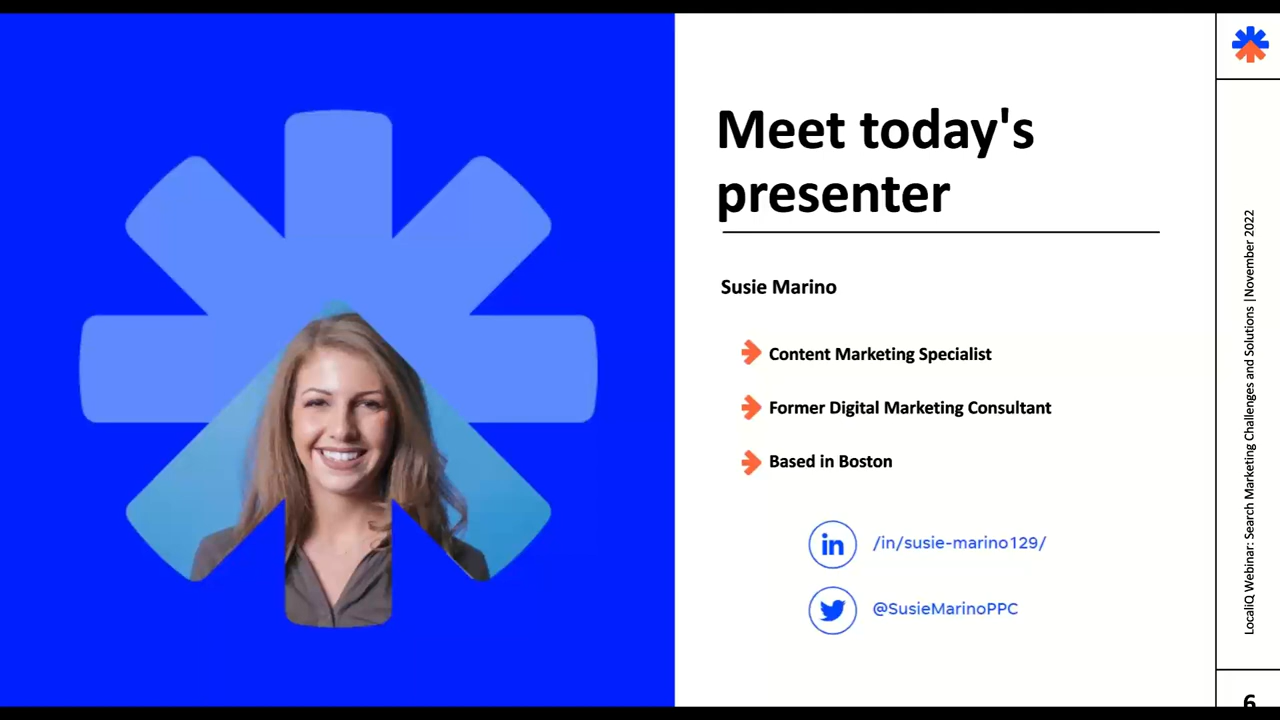 Meet today's
presenter
Susie Marino
Content Marketing Specialist
Former Digital Marketing Consultant
Based in Boston
in
/in/susie-marino129/
@SusieMarinoPPC
LocaliQ Webinar: Search Marketing Challenges and Solutions | November 2022
6